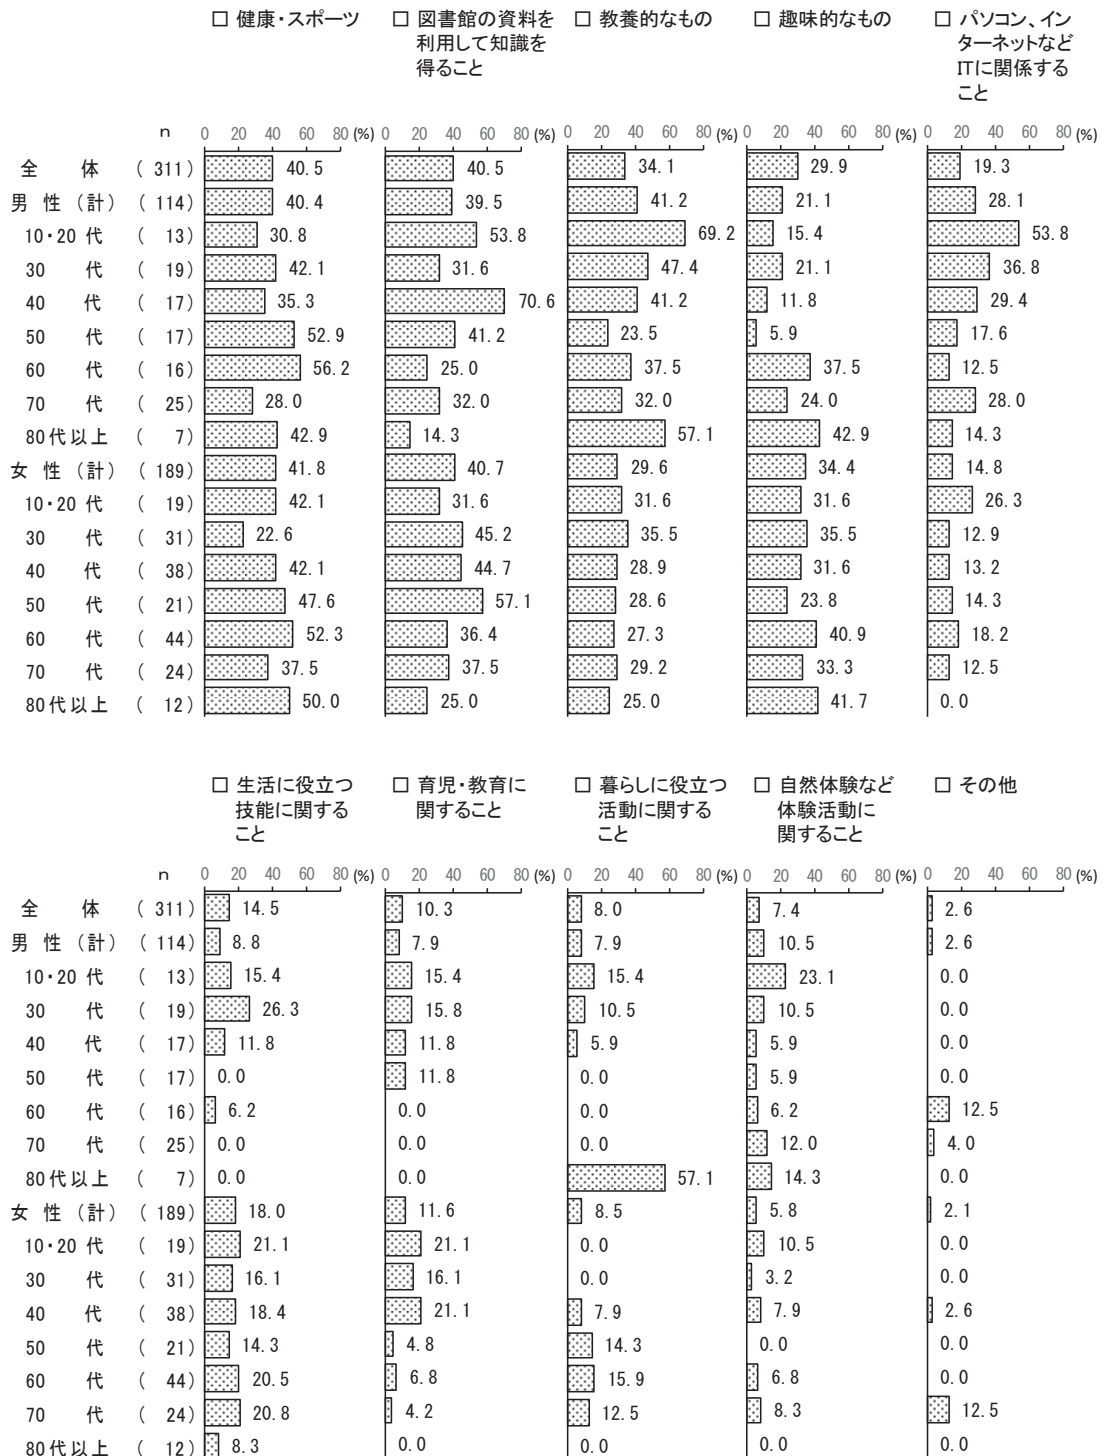 □ 健康・スポーツ
□ 図書館の資料を
利用して知識を
得ること
□ 教養的なもの
□ 趣味的なもの
□ パソコン、イン
ターネットなど
ITに関係する
こと
n 0 20 40 60 80 (%) 0 20 40 60 80 (%) 0 20 40 60 80 (%) 0 20 40 60 80 (%) 0 20 40 60 80 (%)
全 体 ( 311) 40.5 40.5 34.1 29.9 19.3
男 性 (計) ( 114) 40.4 39.5 41.2 21.1 28.1
10・20 代 ( 13) 30.8 53.8 69.2 15.4 53.8
30 代 ( 19) 42.1 31.6 47.4 21.1 36.8
40 代 ( 17) 35.3 70.6 41.2 11.8 29.4
50 代 ( 17) 52.9 41.2 23.5 5.9 17.6
60 代 ( 16) 56.2 25.0 37.5 37.5 12.5
70 代 ( 25) 28.0 32.0 32.0 24.0 28.0
80代以上 ( 7) 42.9 14.3 57.1 42.9 14.3
女 性 (計) ( 189) 41.8 40.7 29.6 34.4 14.8
10・20 代 ( 19) 42.1 31.6 31.6 31.6 26.3
30 代 ( 31) 22.6 45.2 35.5 35.5 12.9
40 代 ( 38) 42.1 44.7 28.9 31.6 13.2
50 代 ( 21) 47.6 57.1 28.6 23.8 14.3
60 代 ( 44) 52.3 36.4 27.3 40.9 18.2
70 代 ( 24) 37.5 37.5 29.2 33.3 12.5
80代以上 ( 12) 50.0 25.0 25.0 41.7 0.0
□ 生活に役立つ
技能に関する
こと
□ 育児・教育に
関すること
□ 暮らしに役立つ
活動に関する
こと
□ 自然体験など
体験活動に
関すること
□ その他
n 0 20 40 60 80 (%) 0 20 40 60 80 (%) 0 20 40 60 80 (%) 0 20 40 60 80 (%) 0 20 40 60 80 (%)
全 体 ( 311) 14.5 10.3 8.0 7.4 2.6
男 性 (計) ( 114) 8.8 7.9 7.9 10.5 2.6
10・20 代 ( 13) 15.4 15.4 15.4 23.1 0.0
30 代 ( 19) 26.3 15.8 10.5 10.5 0.0
40 代 ( 17) 11.8 11.8 5.9 5.9 0.0
50 代 ( 17) 0.0 11.8 0.0 5.9 0.0
60 代 ( 16) 6.2 0.0 0.0 6.2 12.5
70 代 ( 25) 0.0 0.0 0.0 12.0 4.0
80代以上 ( 7) 0.0 0.0 57.1 14.3 0.0
女 性 (計) ( 189) 18.0 11.6 8.5 5.8 2.1
10・20 代 ( 19) 21.1 21.1 0.0 10.5 0.0
30 代 ( 31) 16.1 16.1 0.0 3.2 0.0
40 代 ( 38) 18.4 21.1 7.9 7.9 2.6
50 代 ( 21) 14.3 4.8 14.3 0.0 0.0
60 代 ( 44) 20.5 6.8 15.9 6.8 0.0
70 代 ( 24) 20.8 4.2 12.5 8.3 12.5
80代以上 ( 12) 8.3 0.0 0.0 0.0 0.0